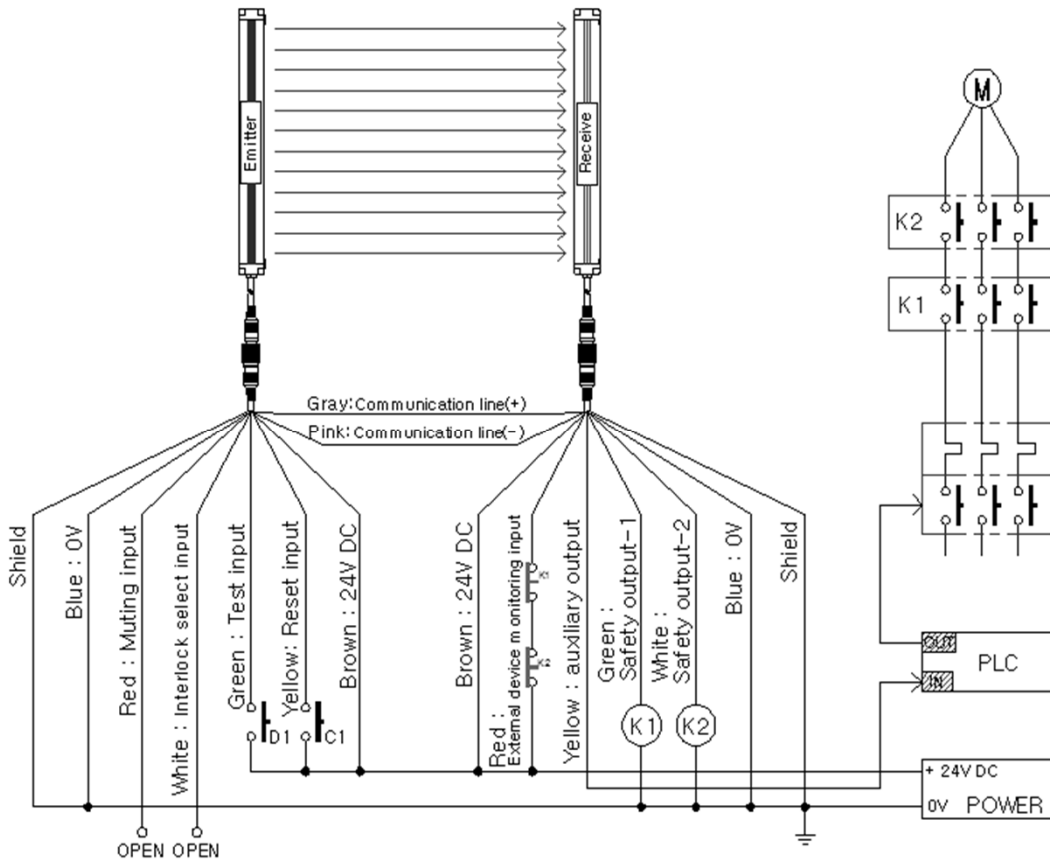 Emitter
Receive
M
K2
K1
Gray:Communication line(+)
Pink:Communication line(-)
Shield
Blue : 0V
Red : Muting input
White : Interlock select input
Green : Test input
Yellow: Reset input
Brown : 24V DC
Brown : 24V DC
Red :
External device monitoring input
Yellow : auxiliary output
Green :
Safety output-1
White :
Safety output-2
Blue : 0V
Shield
K1
K2
D1
C1
K1
K2
OUT
IN
PLC
+ 24V DC
0V POWER
OPEN OPEN